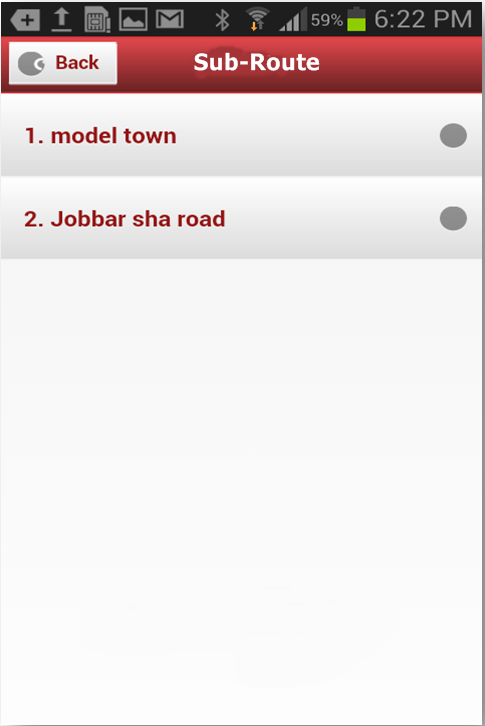 59% 6:22 PM
Back Sub-Route
1. model town
2. Jobbar sha road